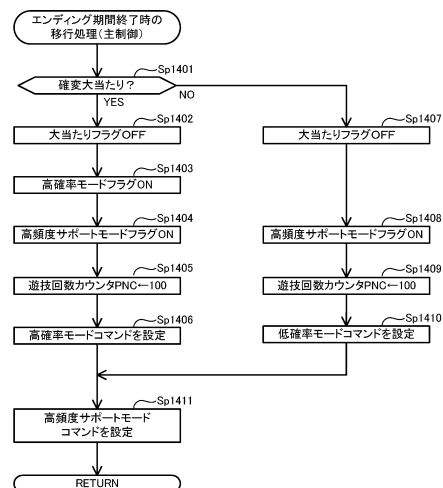 エンディング期間終了時の
移行処理(主制御)
Sp1401
確変大当たり?
YES
NO
Sp1402
大当たりフラグOFF
Sp1403
高確率モードフラグON
Sp1404
高頻度サポートモードフラグON
Sp1405
遊技回数カウンタPNC←100
Sp1406
高確率モードコマンドを設定
Sp1407
大当たりフラグOFF
Sp1408
高頻度サポートモードフラグON
Sp1409
遊技回数カウンタPNC←100
Sp1410
低確率モードコマンドを設定
Sp1411
高頻度サポートモード
コマンドを設定
RETURN